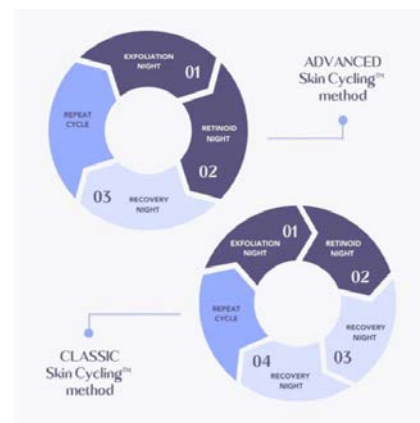 EXFOLIATION
NIGHT
01
ADVANCED
Skin Cycling™
method
RETINOID
NIGHT
02
RECOVERY
NIGHT
03
REPEAT
CYCLE
EXFOLIATION
NIGHT
01
RETINOID
NIGHT
02
RECOVERY
NIGHT
03
RECOVERY
NIGHT
04
REPEAT
CYCLE
CLASSIC
Skin Cycling™
method